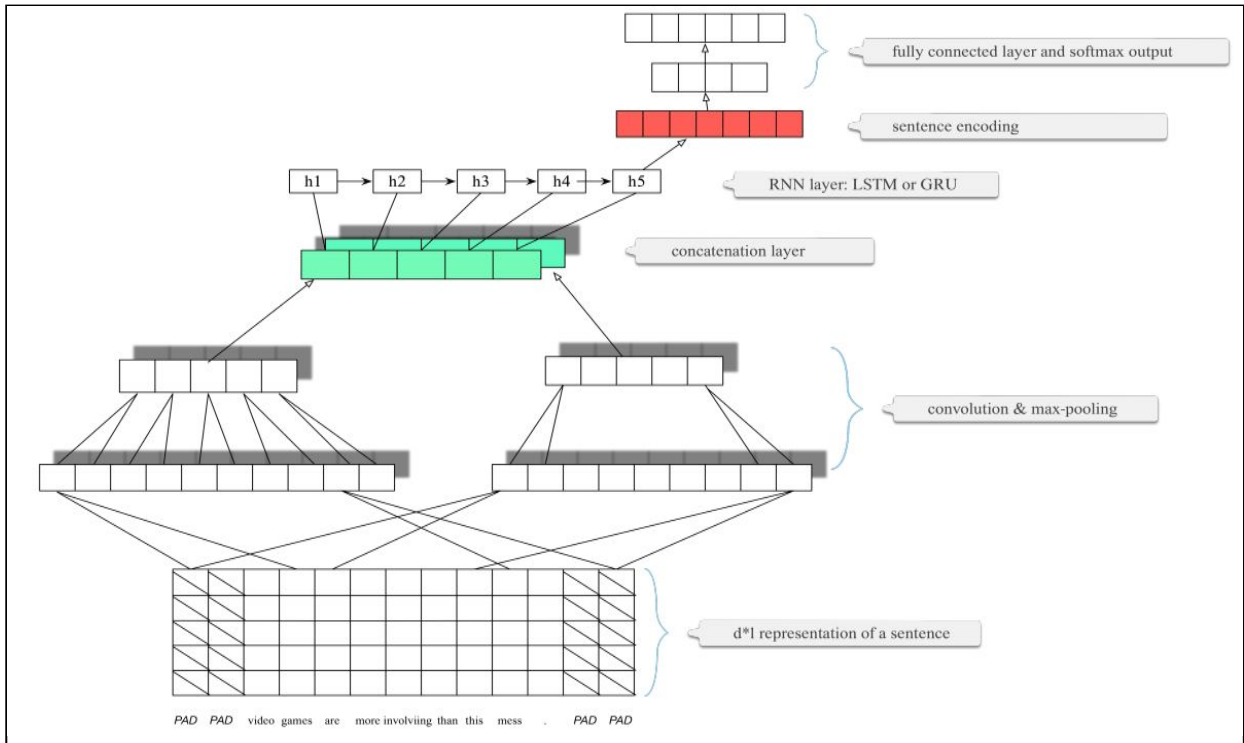 fully connected layer and softmax output
sentence encoding
h1 h2 h3 h4 h5
RNN layer: LSTM or GRU
concatenation layer
convolution & max-pooling
d*l representation of a sentence
PAD PAD video games are more involviing than this mess . PAD PAD